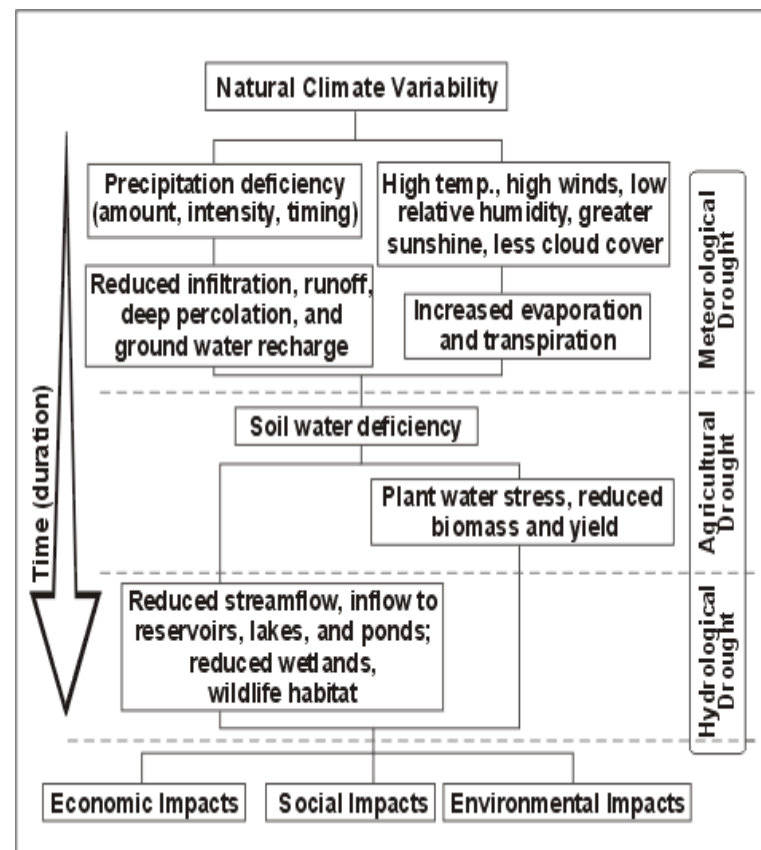 Natural Climate Variability
Precipitation deficiency
(amount, intensity, timing)
High temp., high winds, low
relative humidity, greater
sunshine, less cloud cover
Reduced infiltration, runoff,
deep percolation, and
ground water recharge
Increased evaporation
and transpiration
Meteorological
Drought
Soil water deficiency
Plant water stress, reduced
biomass and yield
Agricultural
Drought
Time (duration)
Reduced streamflow, inflow to
reservoirs, lakes, and ponds;
reduced wetlands,
wildlife habitat
Hydrological
Drought
Economic Impacts
Social Impacts
Environmental Impacts